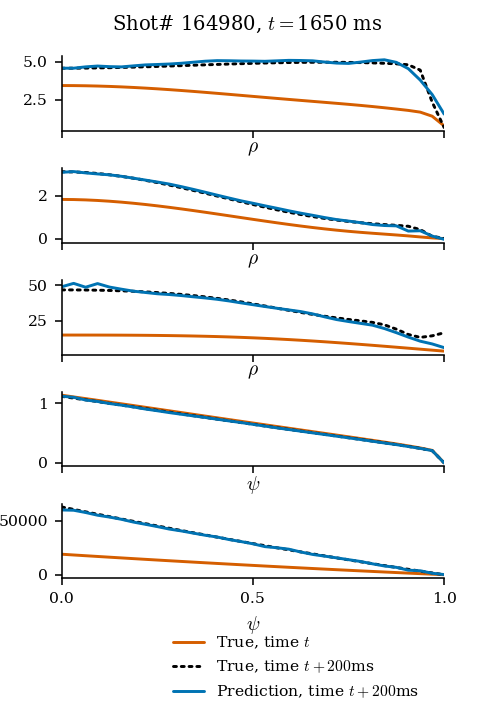 Shot# 164980, t = 1650 ms
5.0
2.5
ρ
2
0
ρ
50
25
ρ
1
0
ψ
50000
0
0.0 0.5 1.0
ψ
True, time t
True, time t + 200ms
Prediction, time t + 200ms